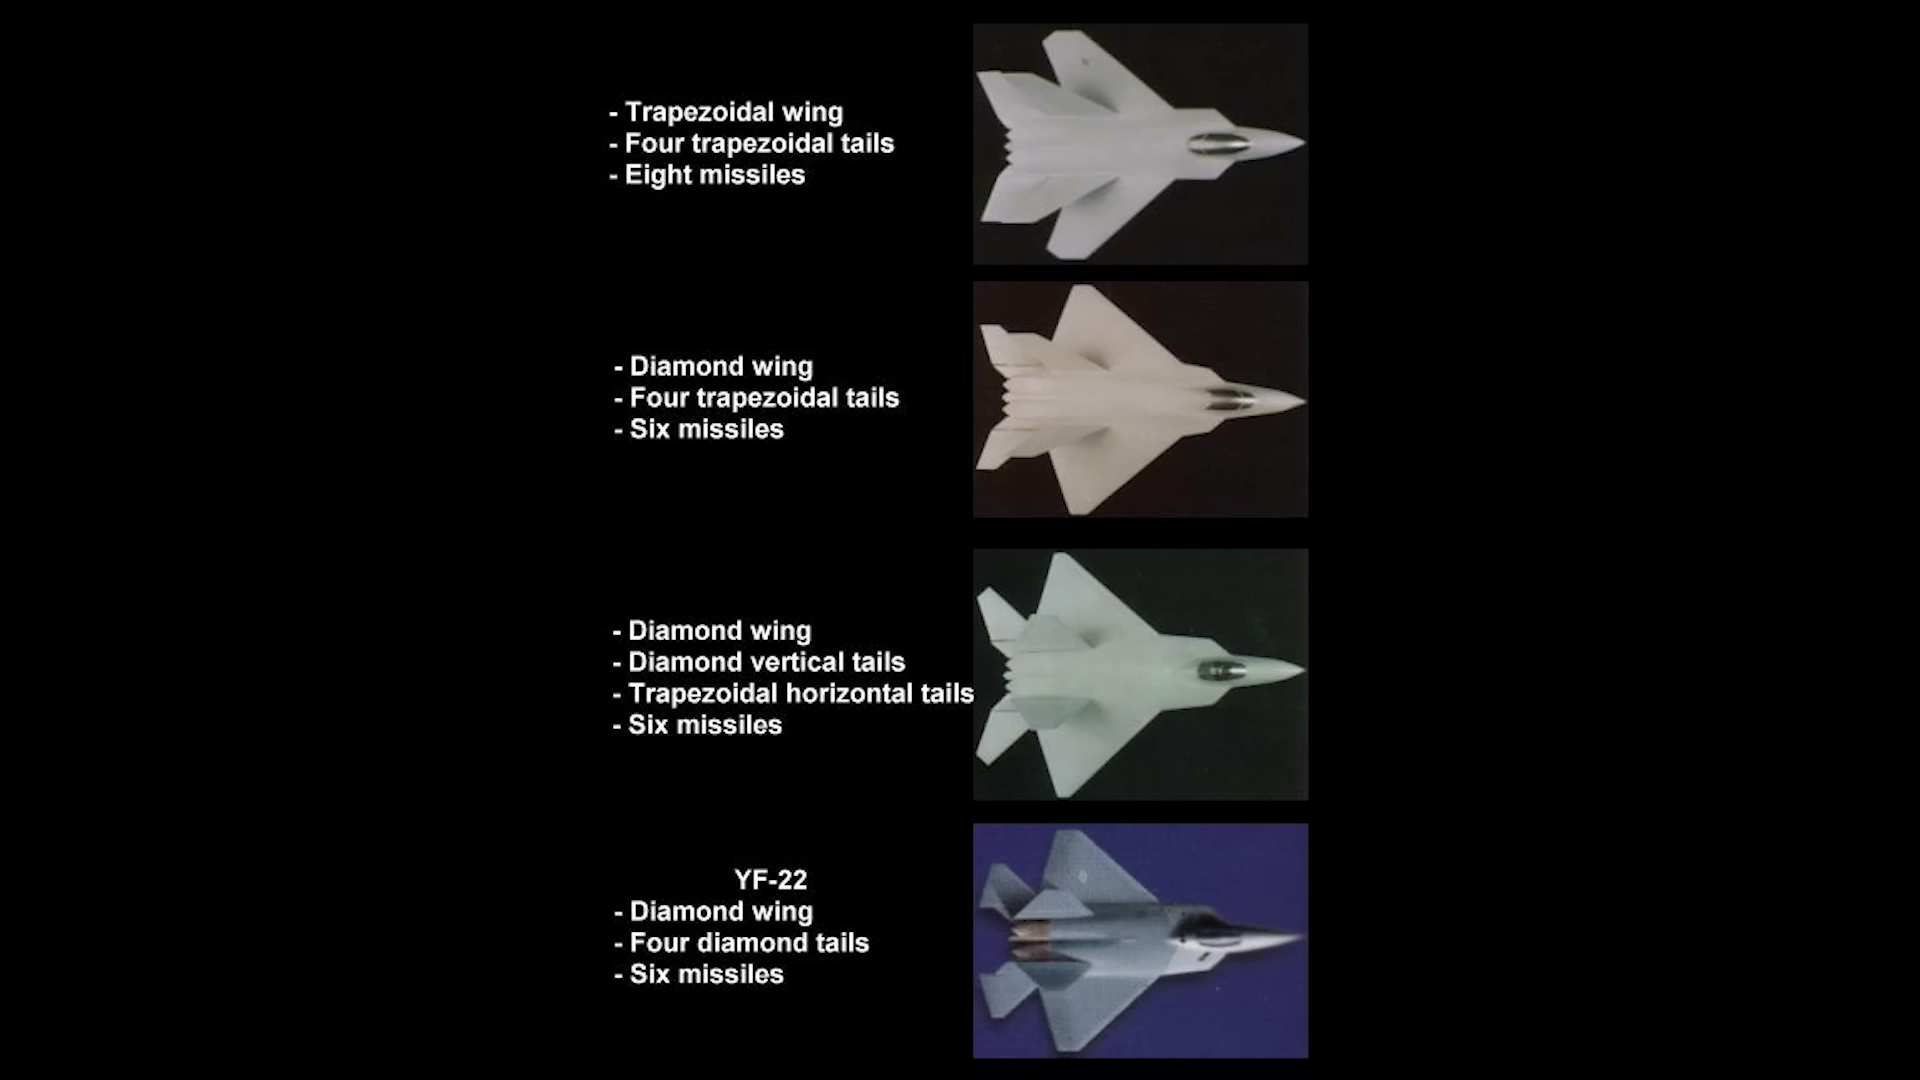 - Trapezoidal wing
- Four trapezoidal tails
- Eight missiles
- Diamond wing
- Four trapezoidal tails
- Six missiles
- Diamond wing
- Diamond vertical tails
- Trapezoidal horizontal tails
- Six missiles
YF-22
- Diamond wing
- Four diamond tails
- Six missiles